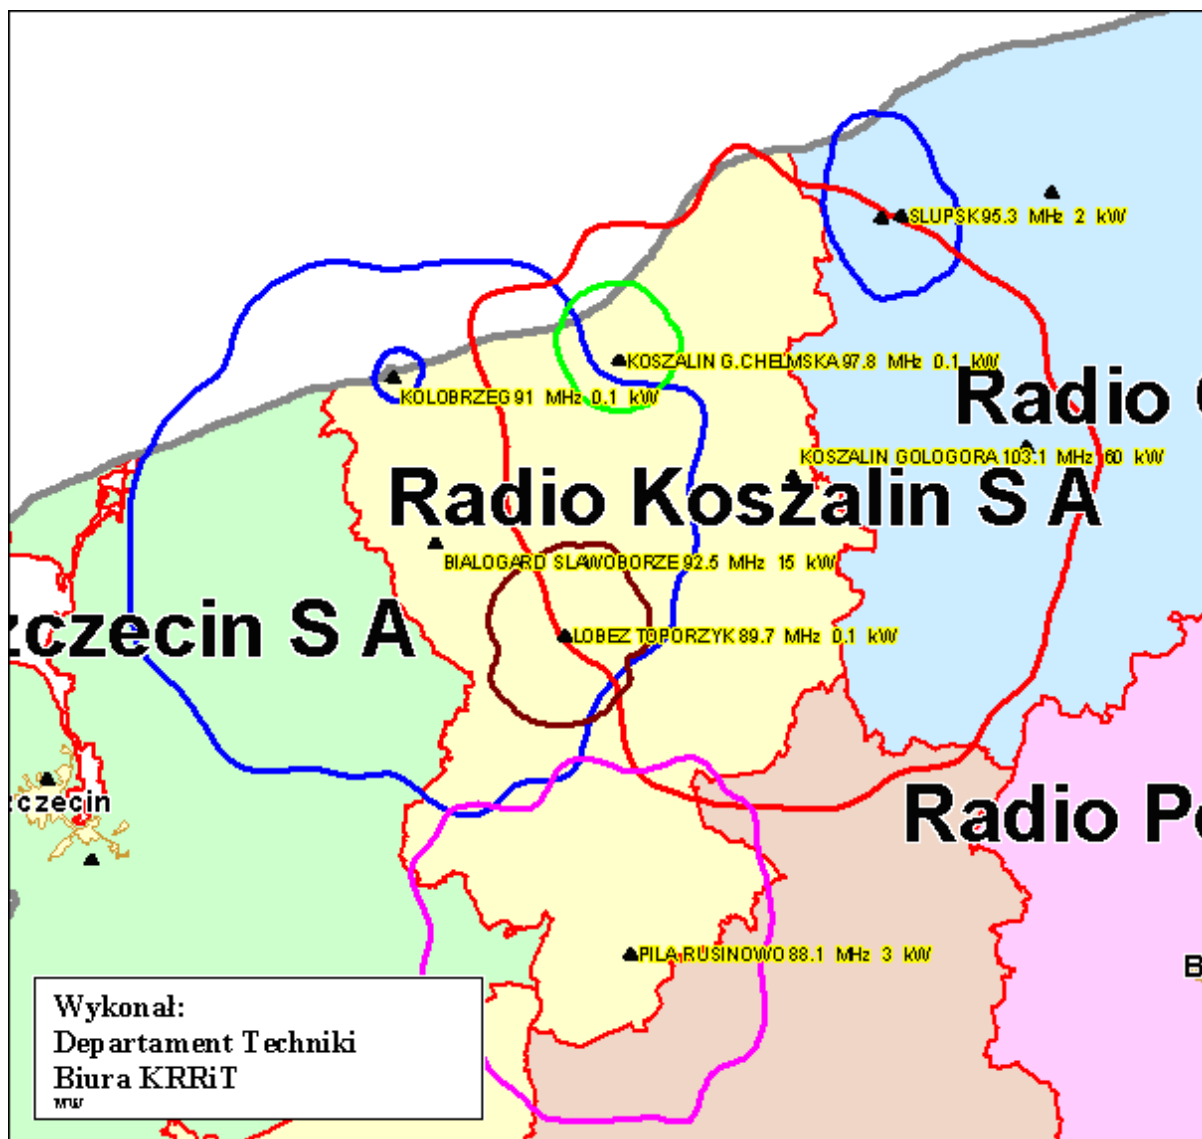 SLUPSK 95.3 MHz 2 kW
KOSZALIN G.CHELMSKA 97.8 MHz 0.1 kW
KOLOBRZEG 91 MHz 0.1 kW
Radio
KOSZALIN GOLOGORA 103.1 MHz 60 kW
Radio Koszalin S A
BIALOGARD SLAWOBORZE 92.5 MHz 15 kW
zczecin S A
LOBEZ TOPORZYK 89.7 MHz 0.1 kW
czecin
Radio Po
PILA RUSINOWO 88.1 MHz 3 kW
B
Wykonał:
Departament Techniki
Biura KRRiT
MW